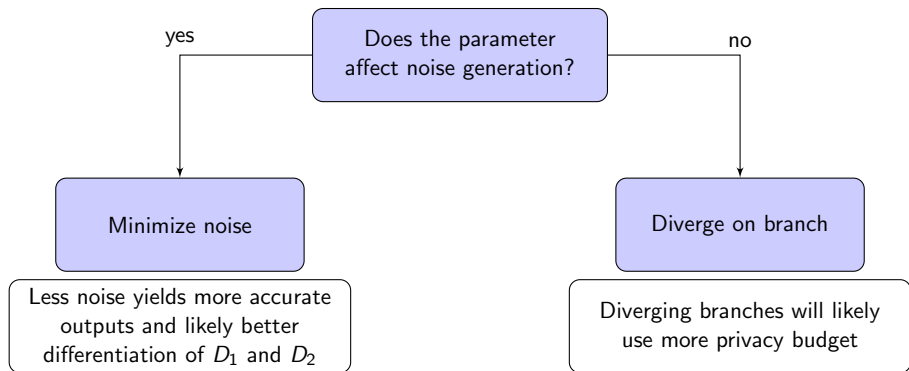 yes
Does the parameter
affect noise generation?
no
Minimize noise
Diverge on branch
Less noise yields more accurate
outputs and likely better
differentiation of D₁ and D₂
Diverging branches will likely
use more privacy budget